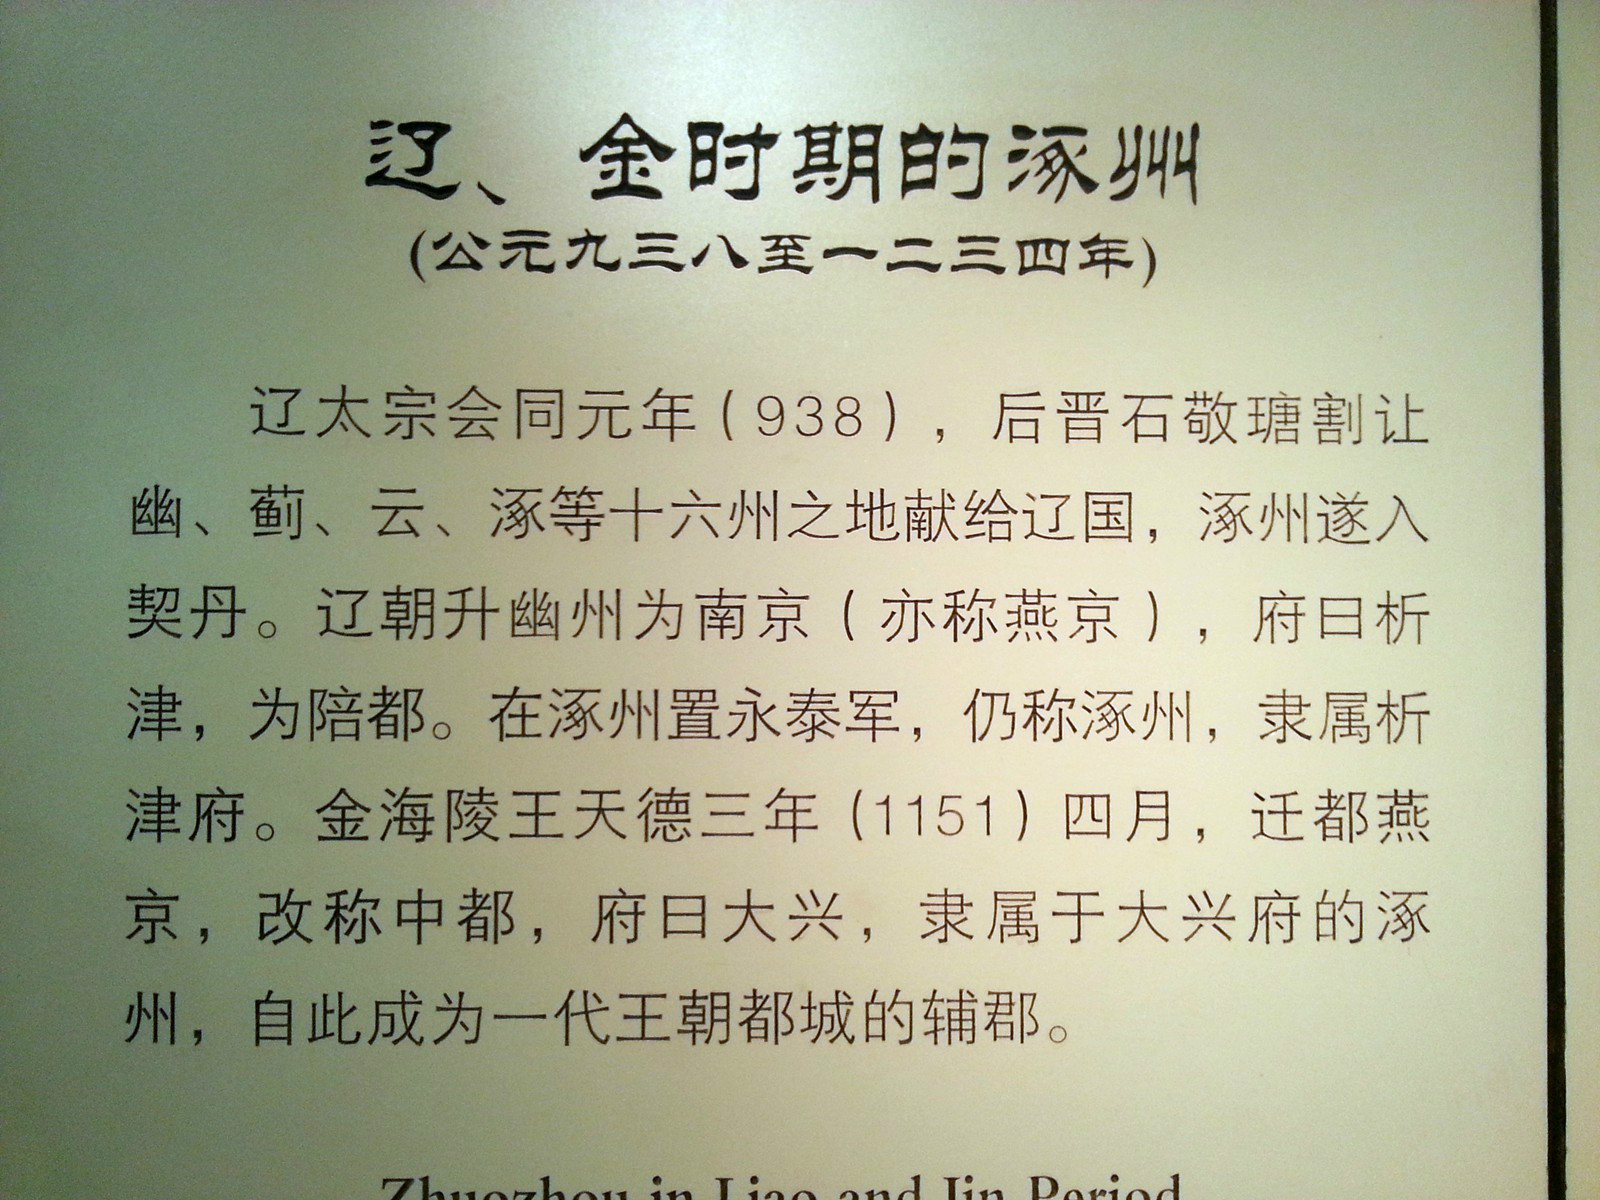 辽、金时期的涿州
(公元九三八至一二三四年)
辽太宗会同元年(938)，后晋石敬瑭割让
幽、蓟、云、涿等十六州之地献给辽国，涿州遂入
契丹。辽朝升幽州为南京(亦称燕京)，府曰析
津，为陪都。在涿州置永泰军，仍称涿州，隶属析
津府。金海陵王天德三年(1151)四月，迁都燕
京，改称中都，府曰大兴，隶属于大兴府的涿
州，自此成为一代王朝都城的辅郡。
Zhuozhou in Liao and Jin Period